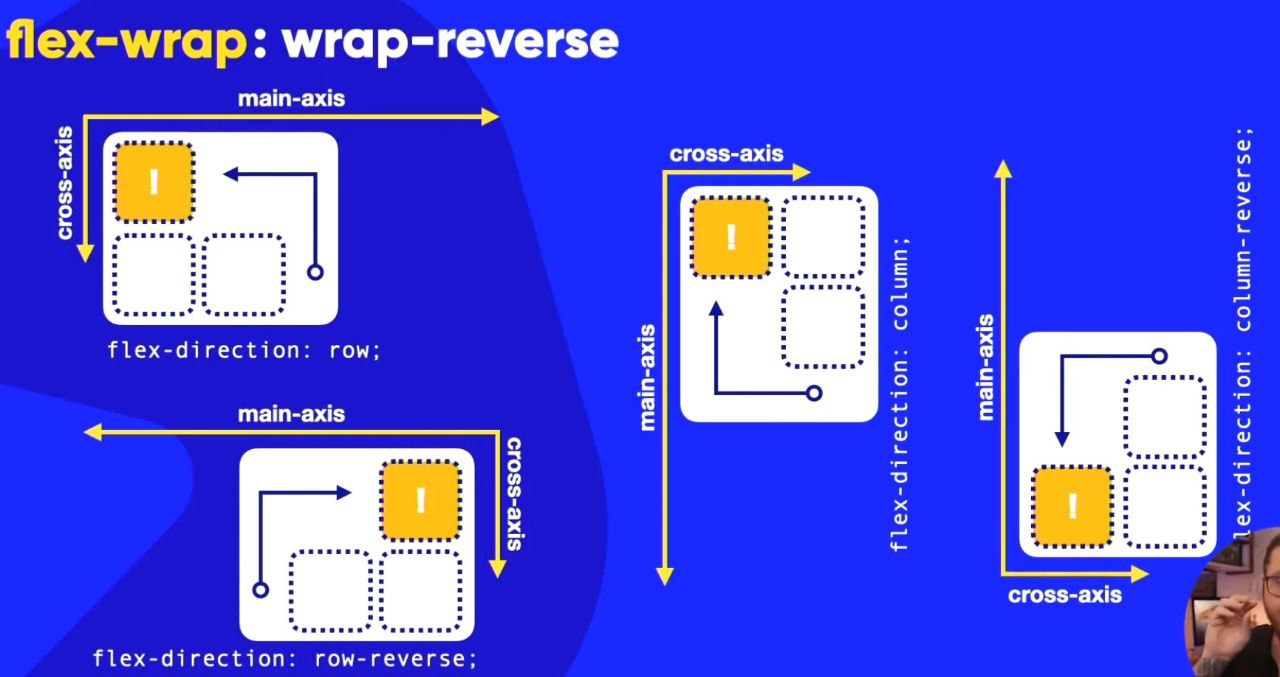 flex-wrap: wrap-reverse
main-axis
cross-axis
!
flex-direction: row;
main-axis
cross-axis
!
flex-direction: row-reverse;
cross-axis
main-axis
!
flex-direction: column;
main-axis
!
cross-axis
flex-direction: column-reverse;